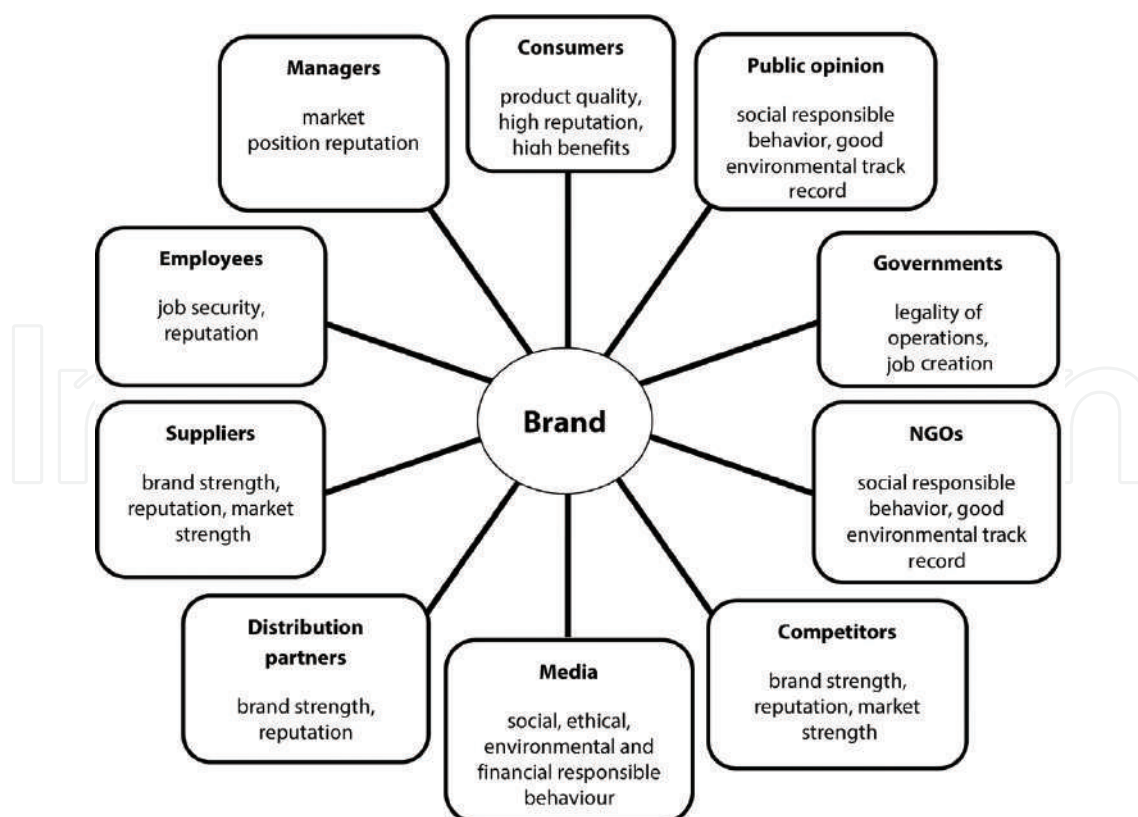 Consumers
product quality,
high reputation,
high benefits
Public opinion
social responsible
behavior, good
environmental track
record
Governments
legality of
operations,
job creation
NGOs
social responsible
behavior, good
environmental track
record
Competitors
brand strength,
reputation, market
strength
Media
social, ethical,
environmental and
financial responsible
behaviour
Distribution
partners
brand strength,
reputation
Suppliers
brand strength,
reputation, market
strength
Employees
job security,
reputation
Managers
market
position reputation
Brand